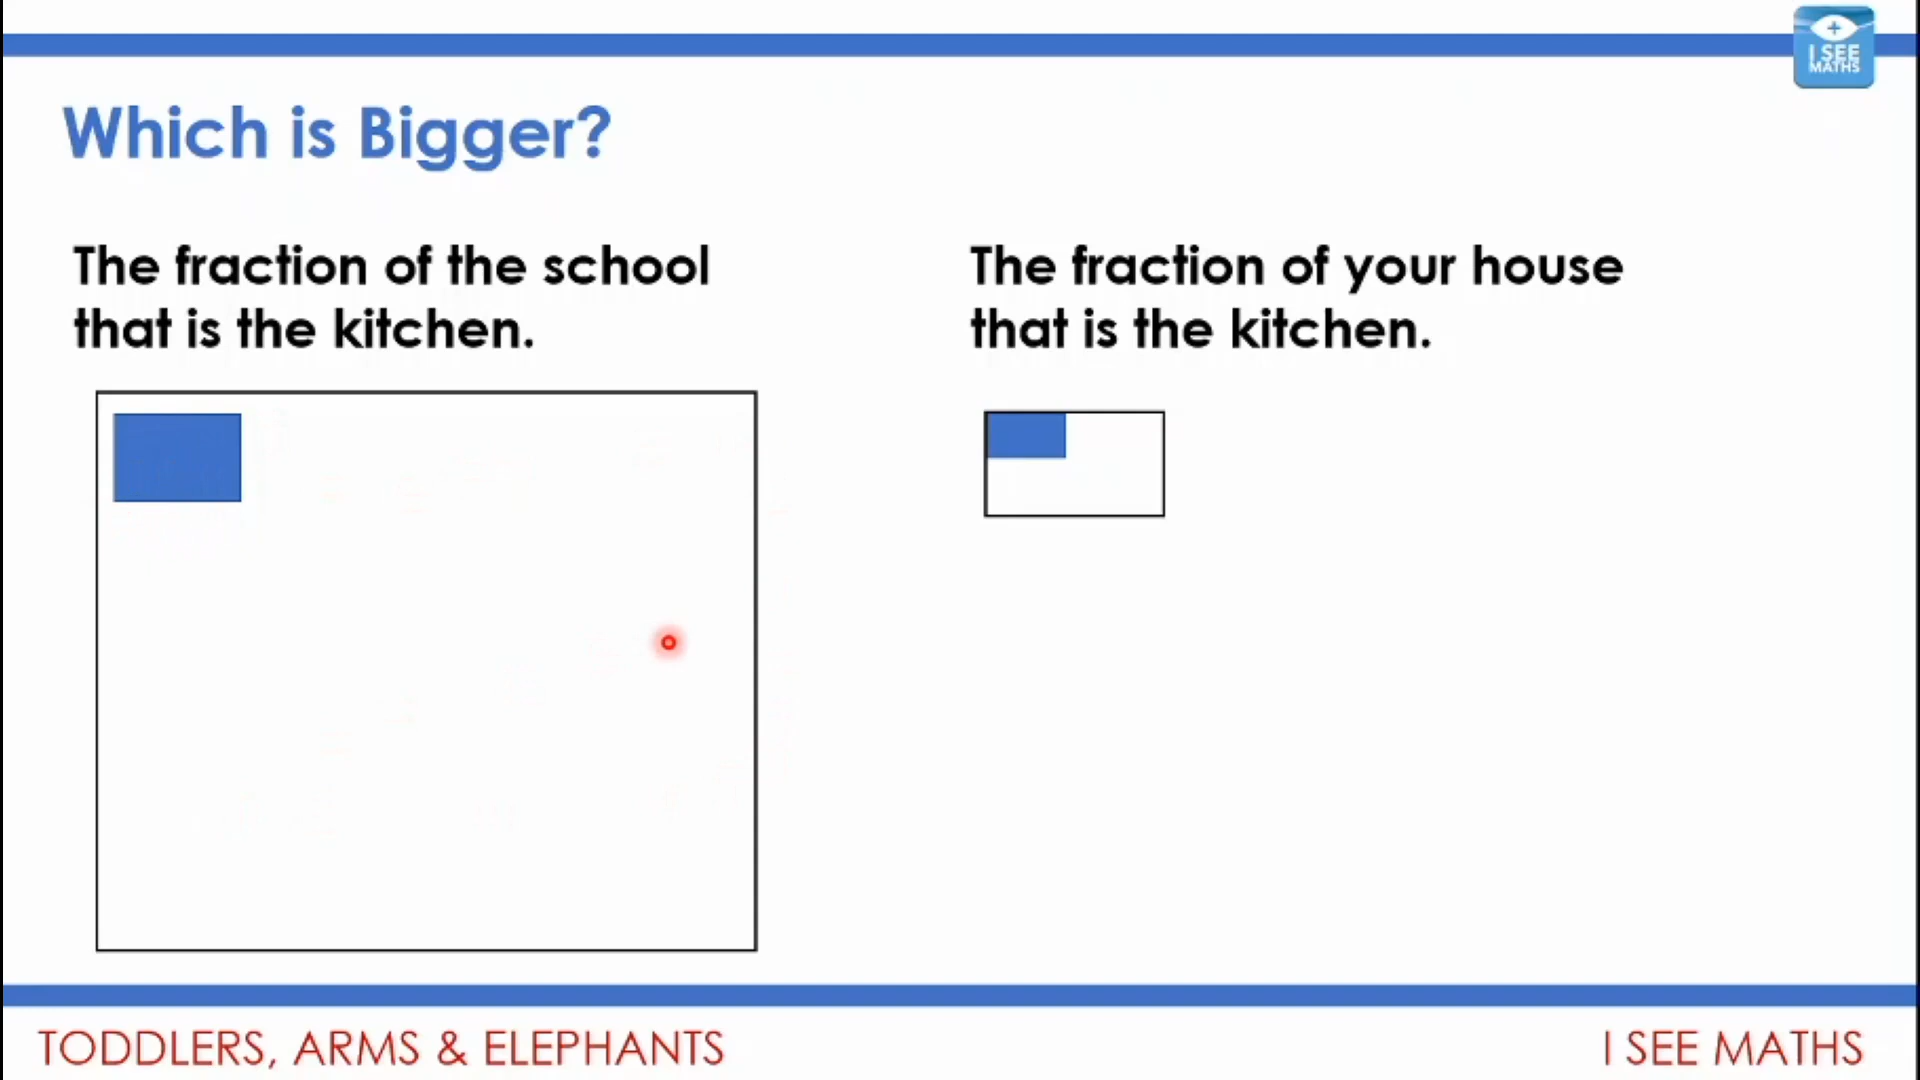 I SEE
MATHS
Which is Bigger?
The fraction of the school
that is the kitchen.
The fraction of your house
that is the kitchen.
TODDLERS, ARMS & ELEPHANTS
I SEE MATHS